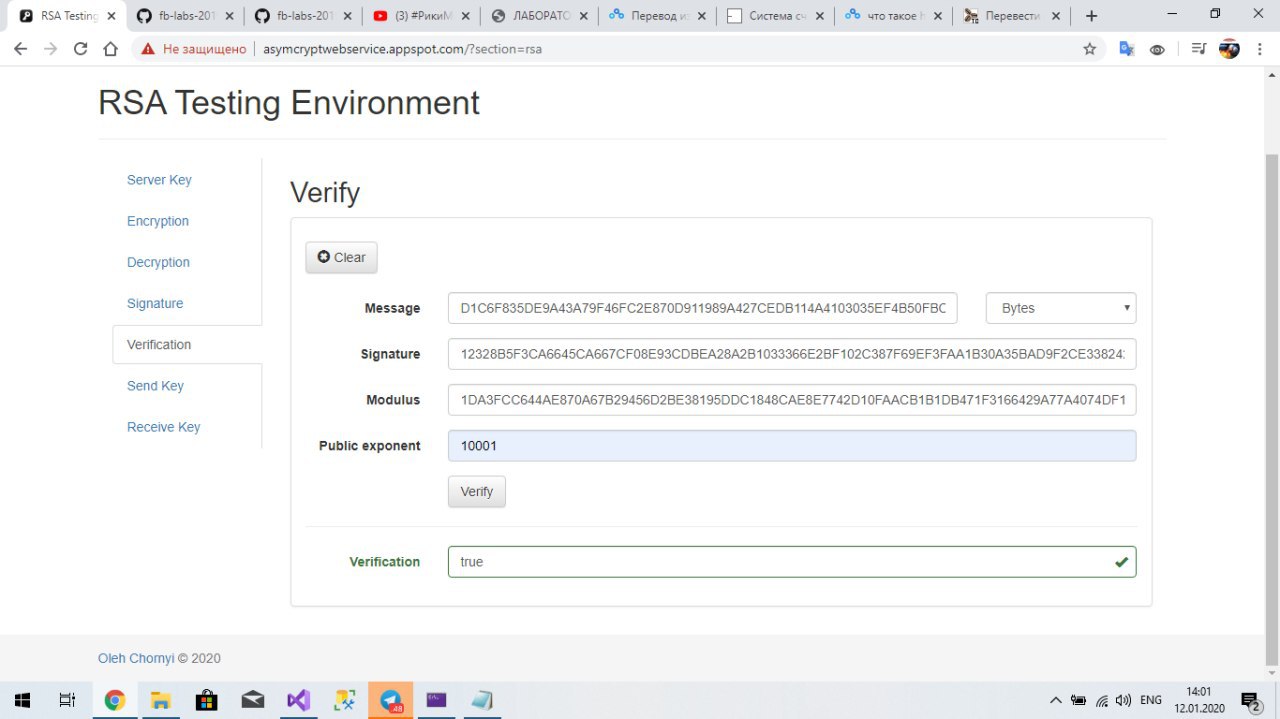 RSA Testing
fb-labs-201
fb-labs-201
(3) #РикиМ
ЛАБОРАТО
Перевод из
Система с
что такое
Перевести
Не защищено
asymcryptwebservice.appspot.com/?section=rsa
RSA Testing Environment
Server Key
Encryption
Decryption
Signature
Verification
Send Key
Receive Key
Verify
Clear
Message
D1C6F835DE9A43A79F46FC2E870D911989A427CEDB114A4103035EF4B50FBC
Bytes
Signature
12328B5F3CA6645CA667CF08E93CDBEA28A2B1033366E2BF102C387F69EF3FAA1B30A35BAD9F2CE33824
Modulus
1DA3FCC644AE870A67B29456D2BE38195DDC1848CAE8E7742D10FAACB1B1DB471F3166429A77A4074DF1
Public exponent
10001
Verify
Verification
true
Oleh Chornyi © 2020
48
ENG
14:01
12.01.2020
2